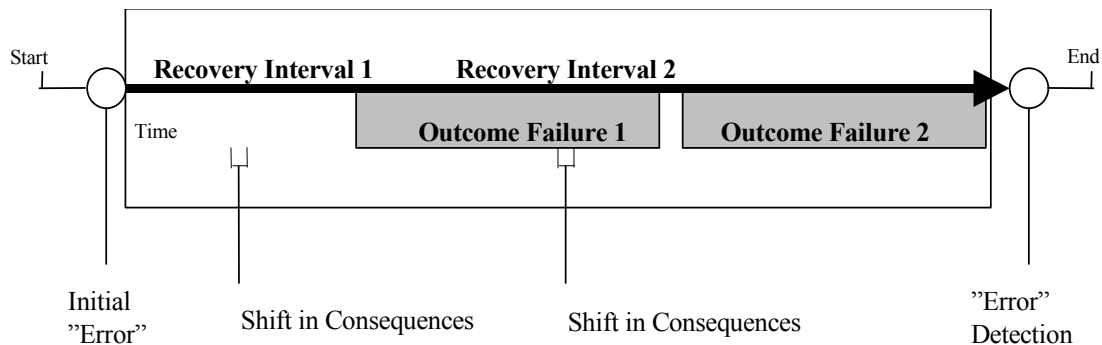 Start
End
Recovery Interval 1
Recovery Interval 2
Time
Outcome Failure 1
Outcome Failure 2
Initial
”Error”
Shift in Consequences
Shift in Consequences
”Error”
Detection